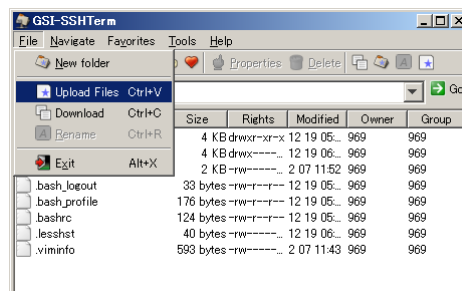 GSI-SSHTerm
File Navigate Favorites Tools Help
New folder Properties Delete
Upload Files Ctrl+V Go
Download Ctrl+C
Size Rights Modified Owner Group
Rename Ctrl+R
4 KB drwxr-xr-x 12 19 05:... 969 969
4 KB drwx-----... 12 19 06:... 969 969
Exit Alt+X
2 KB -rw-----... 2 07 11:52 969 969
.bash_logout 33 bytes -rw-r--r-- 12 19 05:... 969 969
.bash_profile 176 bytes -rw-r--r-- 12 19 05:... 969 969
.bashrc 124 bytes -rw-r--r-- 12 19 05:... 969 969
.lesshst 40 bytes -rw-----... 12 19 06:... 969 969
.viminfo 593 bytes -rw-----... 2 07 11:43 969 969